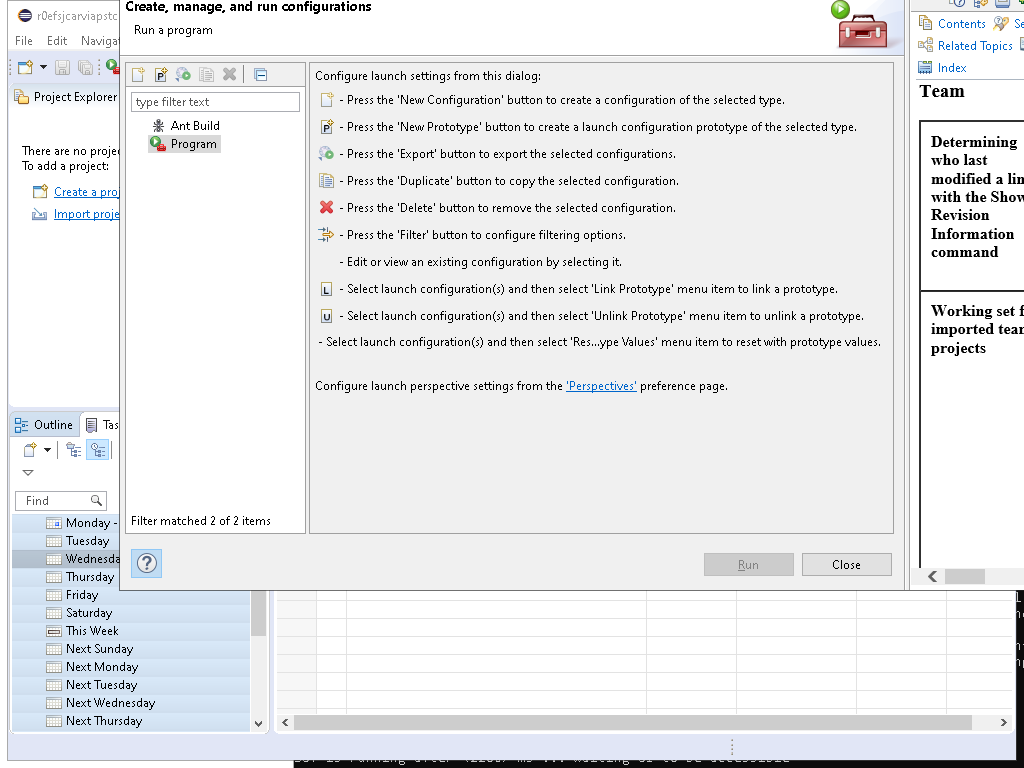 r0efsjcarviapstc
File Edit Naviga
Project Explorer
There are no proje
To add a project:
Create a proj
Import proje
Create, manage, and run configurations
Run a program
type filter text
Ant Build
Program
Filter matched 2 of 2 items
Configure launch settings from this dialog:
- Press the 'New Configuration' button to create a configuration of the selected type.
- Press the 'New Prototype' button to create a launch configuration prototype of the selected type.
- Press the 'Export' button to export the selected configurations.
- Press the 'Duplicate' button to copy the selected configuration.
- Press the 'Delete' button to remove the selected configuration.
- Press the 'Filter' button to configure filtering options.
- Edit or view an existing configuration by selecting it.
- Select launch configuration(s) and then select 'Link Prototype' menu item to link a prototype.
- Select launch configuration(s) and then select 'Unlink Prototype' menu item to unlink a prototype.
- Select launch configuration(s) and then select 'Res...ype Values' menu item to reset with prototype values.
Configure launch perspective settings from the 'Perspectives' preference page.
Run
Close
Contents Se
Related Topics
Index
Team
Determining
who last
modified a lin
with the Show
Revision
Information
command
Working set f
imported team
projects
Outline
Tas
Find
Monday -
Tuesday
Wednesda
Thursday
Friday
Saturday
This Week
Next Sunday
Next Monday
Next Tuesday
Next Wednesday
Next Thursday